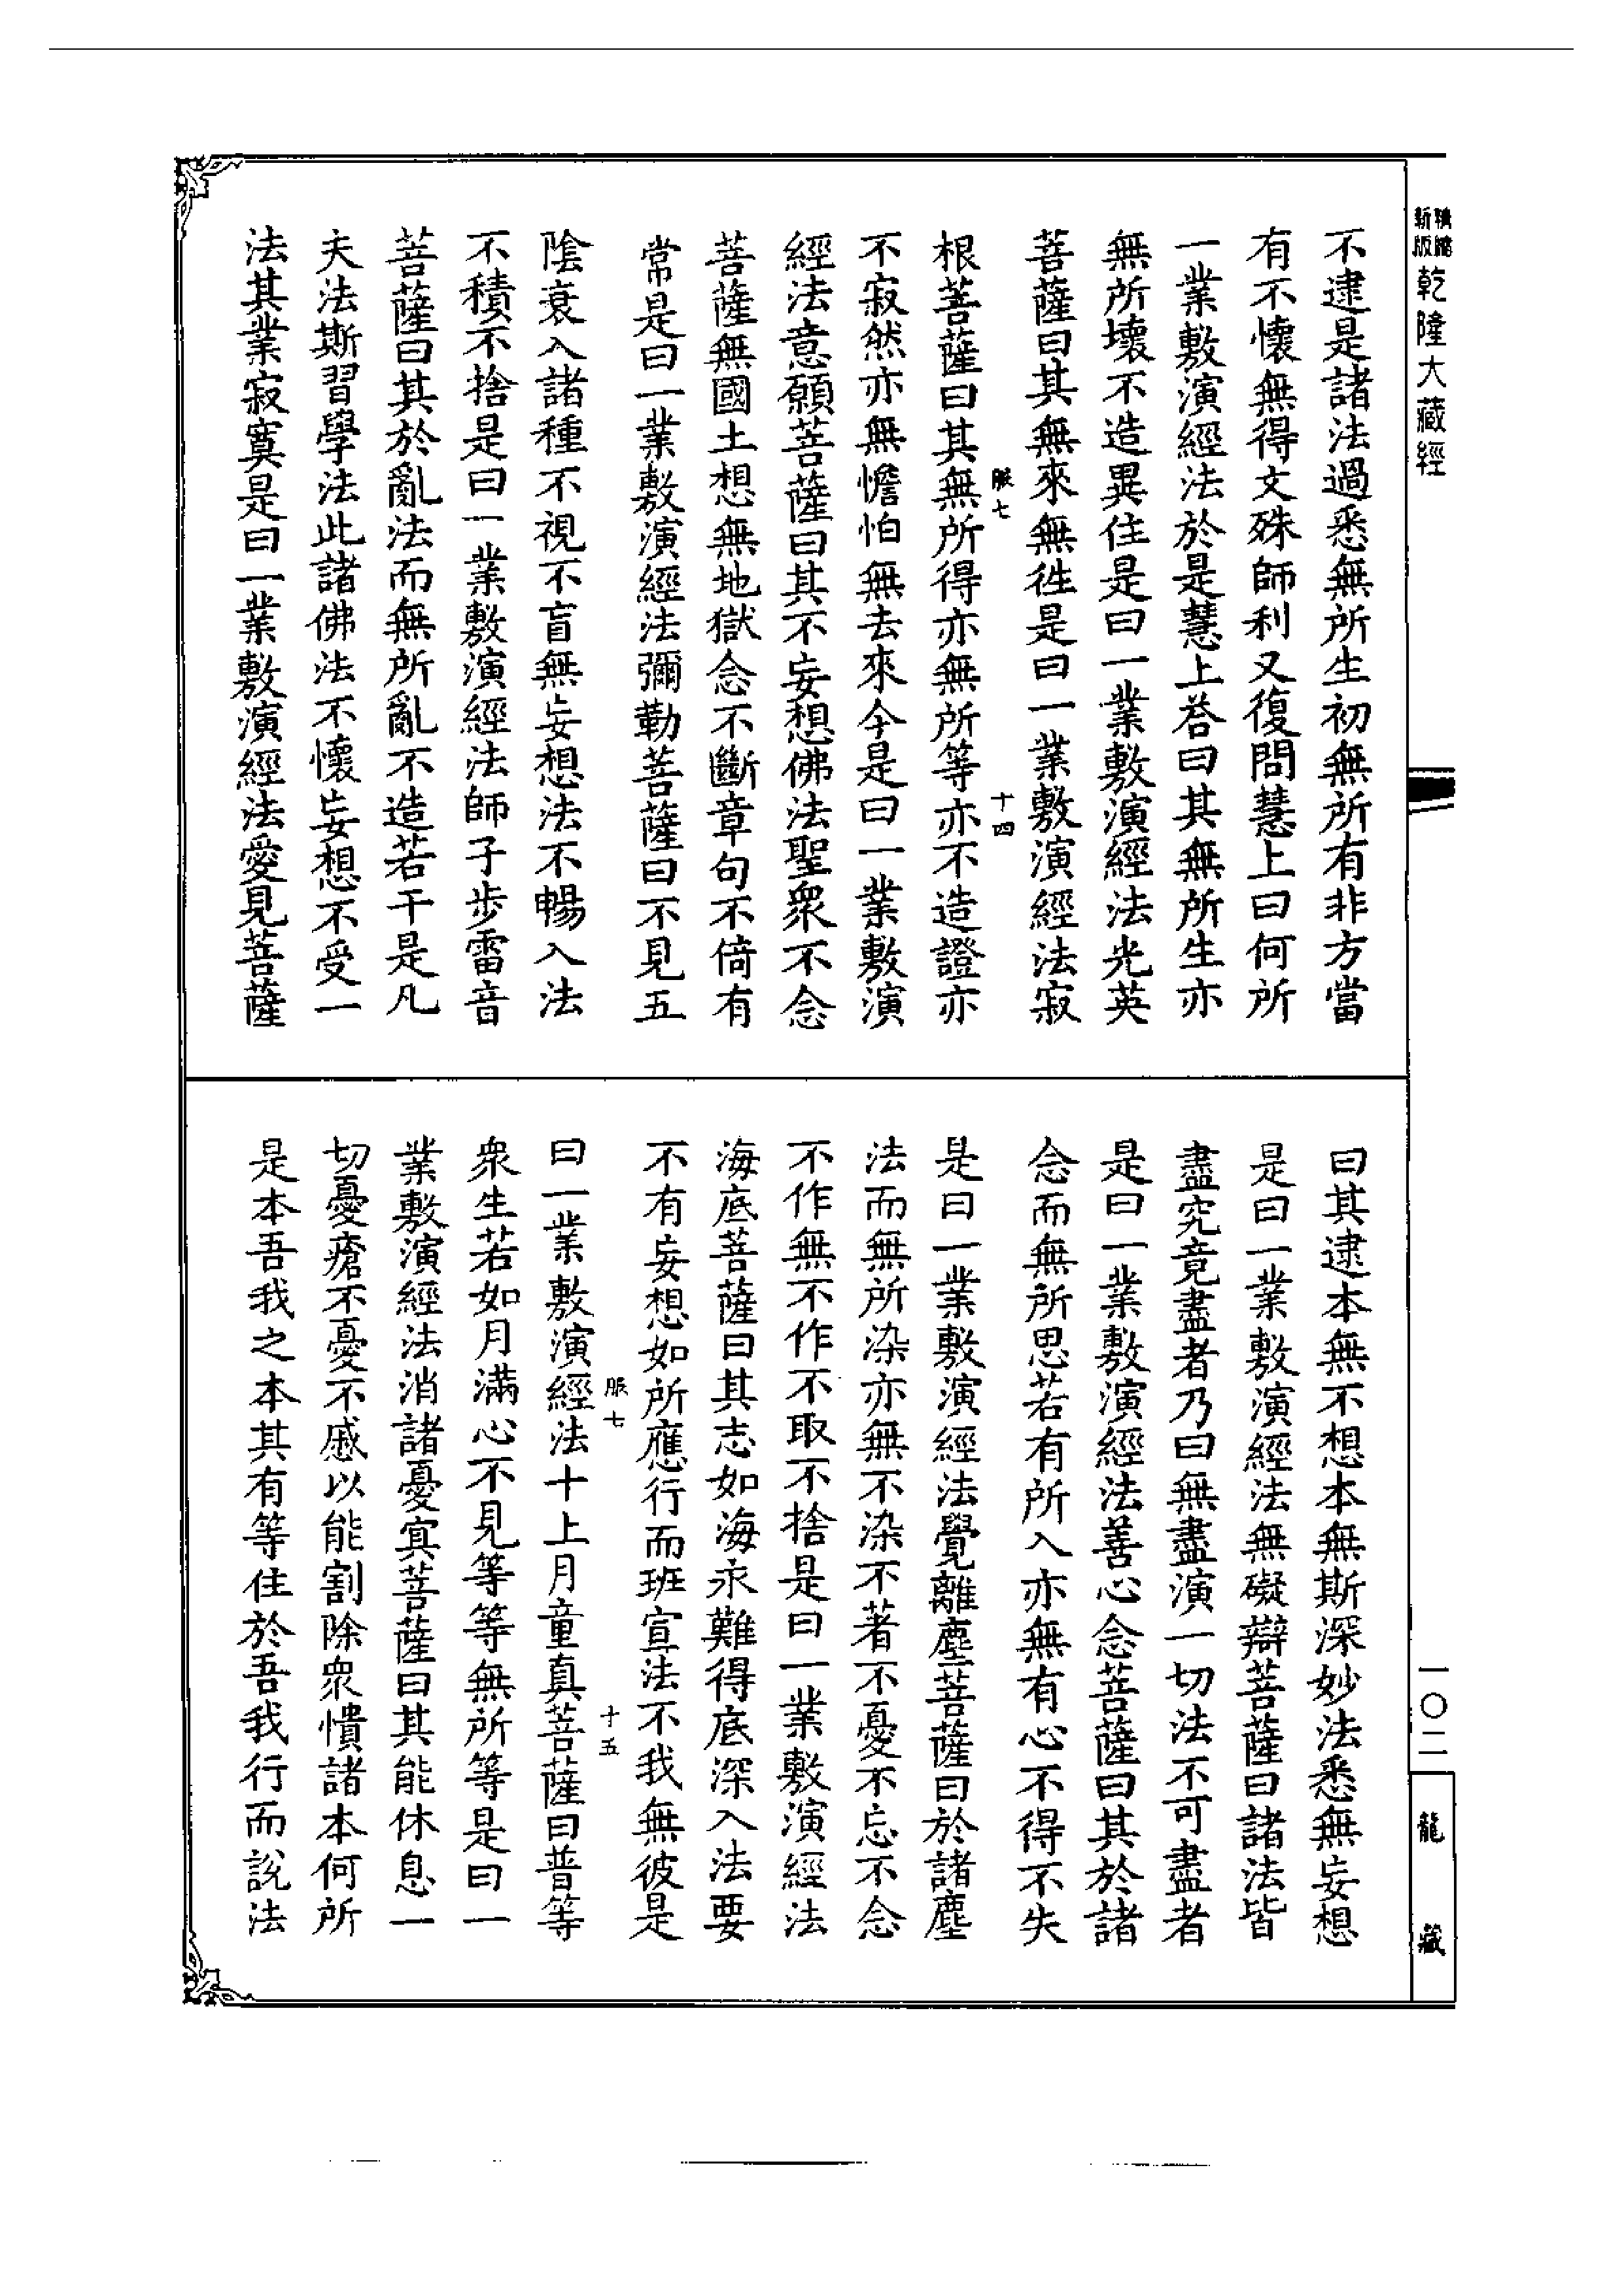 精縮新版乾隆大藏經
不逮是諸法過悉無所生初無所有非方當
有不懷無得文殊師利又復問慧上曰何所
一業敷演經法於是慧上荅曰其無所生亦
無所壞不造異住是曰一業敷演經法光英
菩薩曰其無來無徃是曰一業敷演經法寂
服七 十四
根菩薩曰其無所得亦無所等亦不造證亦
不寂然亦無憺怕無去來今是曰一業敷演
經法意願菩薩曰其不妄想佛法聖衆不念
菩薩無國土想無地獄念不斷章句不倚有
常是曰一業敷演經法彌勒菩薩曰不見五
陰衰入諸種不視不盲無妄想法不暢入法
不積不捨是曰一業敷演經法師子步雷音
菩薩曰其於亂法而無所亂不造若干是凡
夫法斯習學法此諸佛法不懷妄想不受一
法其業寂寞是曰一業敷演經法愛見菩薩
曰其逮本無不想本無斯深妙法悉無妄想
是曰一業敷演經法無礙辯菩薩曰諸法皆
盡究竟盡者乃曰無盡演一切法不可盡者
是曰一業敷演經法善心念菩薩曰其於諸
念而無所思若有所入亦無有心不得不失
是曰一業敷演經法覺離塵菩薩曰於諸塵
法而無所染亦無不染不著不憂不忘不念
不作無不作不取不捨是曰一業敷演經法
海底菩薩曰其志如海永難得底深入法要
不有妄想如所應行而班宣法不我無彼是
服七 十五
曰一業敷演經法十上月童真菩薩曰普等
衆生若如月滿心不見等等無所等是曰一
業敷演經法消諸憂冥菩薩曰其能休息一
切憂瘡不憂不慼以能割除衆憒諸本何所
是本吾我之本其有等住於吾我行而說法
一〇二
龍藏